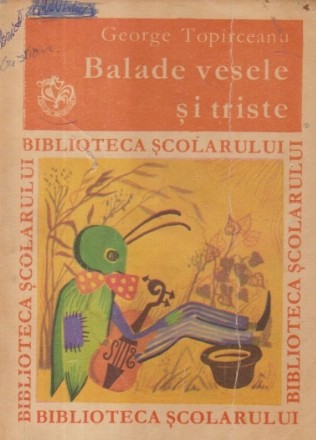 George Topîrceanu
Balade vesele
și triste
BIBLIOTECA ȘCOLARULUI
BIBLIOTECA ȘCOLARULUI
BIBLIOTECA ȘCOLARULUI
BIBLIOTECA ȘCOLARULUI